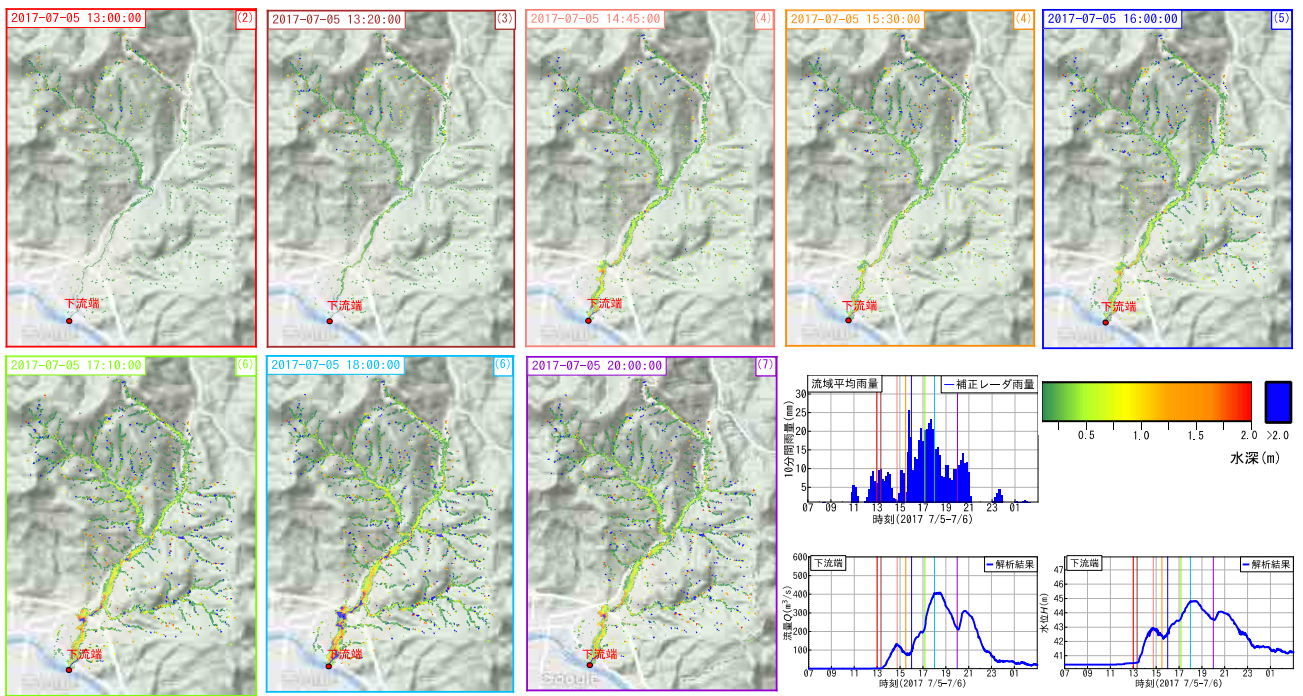 2017-07-05 13:00:00 (2)
下流端
2017-07-05 13:20:00 (3)
下流端
2017-07-05 14:45:00 (4)
下流端
2017-07-05 15:30:00 (4)
下流端
2017-07-05 16:00:00 (5)
下流端
2017-07-05 17:10:00 (6)
下流端
2017-07-05 18:00:00 (6)
下流端
2017-07-05 20:00:00 (7)
下流端
流域平均雨量
補正レーダ雨量
10分間雨量(mm)
30
25
20
15
10
5
07 09 11 13 15 17 19 21 23 01
時刻(2017 7/5-7/6)
0.5 1.0 1.5 2.0 >2.0
水深(m)
下流端
解析結果
流量Q(m³/s)
600
500
400
300
200
100
07 09 11 13 15 17 19 21 23 01
時刻(2017 7/5-7/6)
下流端
解析結果
水位H(m)
47
46
45
44
43
42
41
40
07 09 11 13 15 17 19 21 23 01
時刻(2017 7/5-7/6)